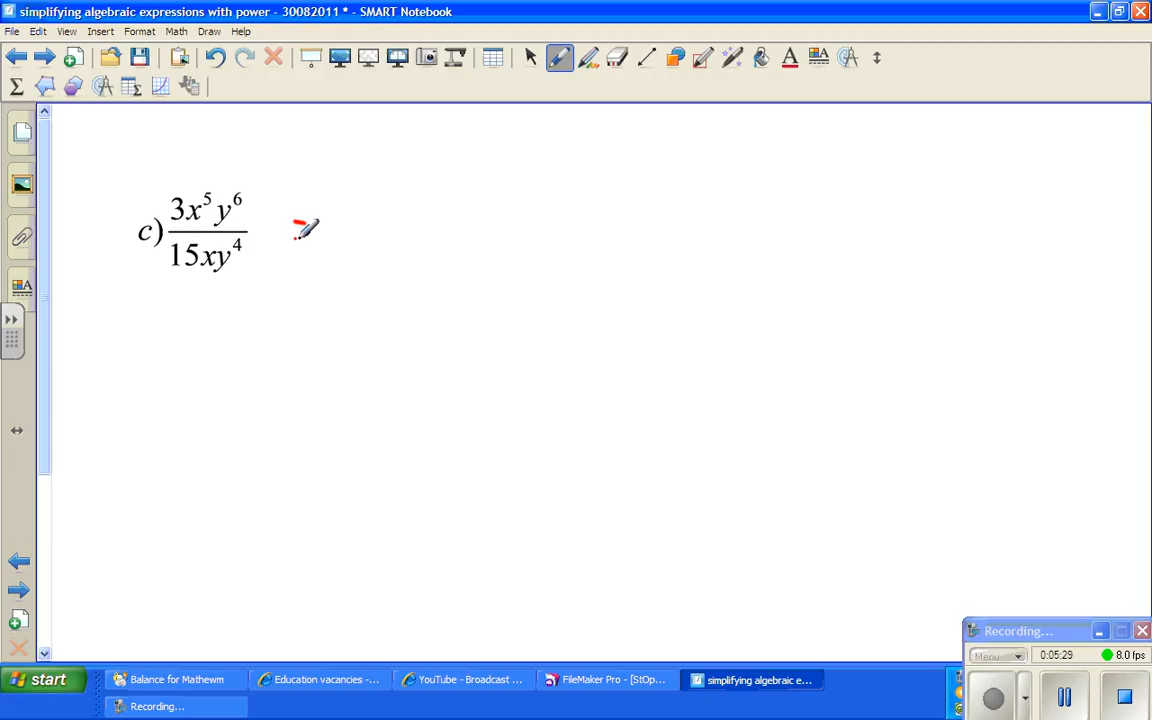 simplifying algebraic expressions with power - 30082011 * - SMART Notebook
File Edit View Insert Format Math Draw Help
c) 3x⁵y⁶ / 15xy⁴
Recording...
Menu 0:05:29 8.0 fps
start Balance for Mathewm Education vacancies -... YouTube - Broadcast ... FileMaker Pro - [StOp... simplifying algebraic e...
Recording...